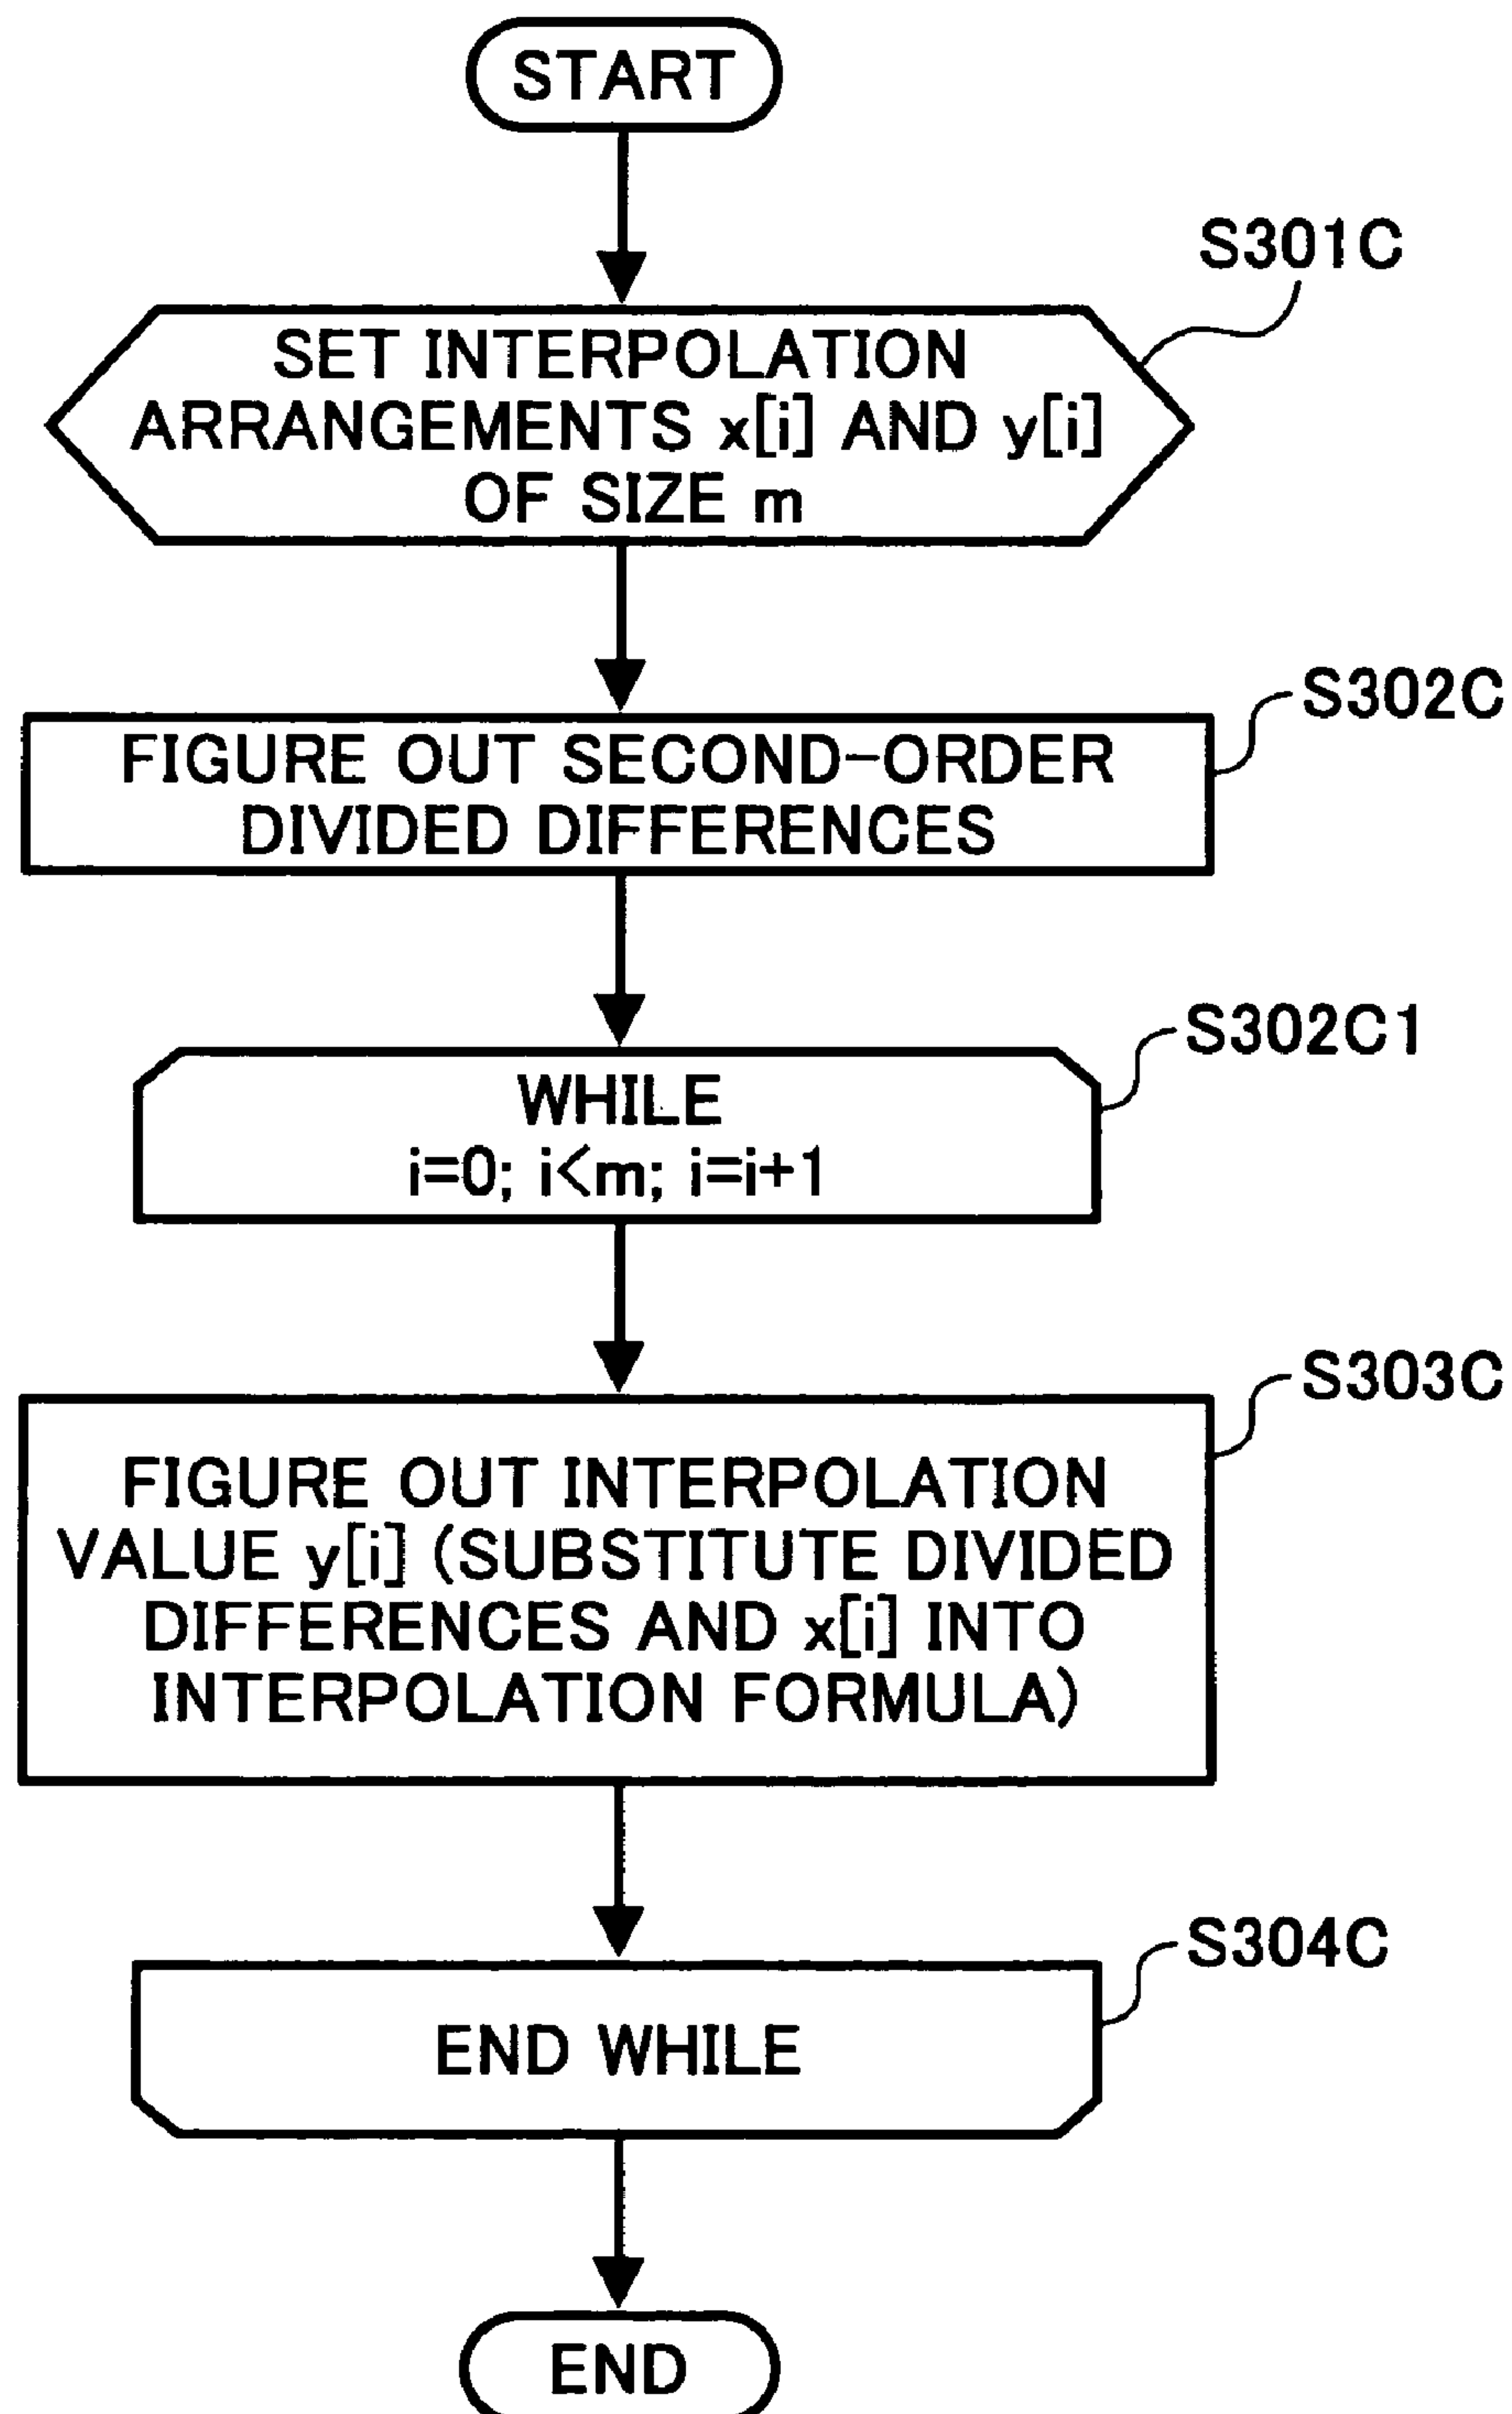 START
S301C
SET INTERPOLATION
ARRANGEMENTS x[i] AND y[i]
OF SIZE m
S302C
FIGURE OUT SECOND-ORDER
DIVIDED DIFFERENCES
S302C1
WHILE
i=0; i<m; i=i+1
S303C
FIGURE OUT INTERPOLATION
VALUE y[i] (SUBSTITUTE DIVIDED
DIFFERENCES AND x[i] INTO
INTERPOLATION FORMULA)
S304C
END WHILE
END